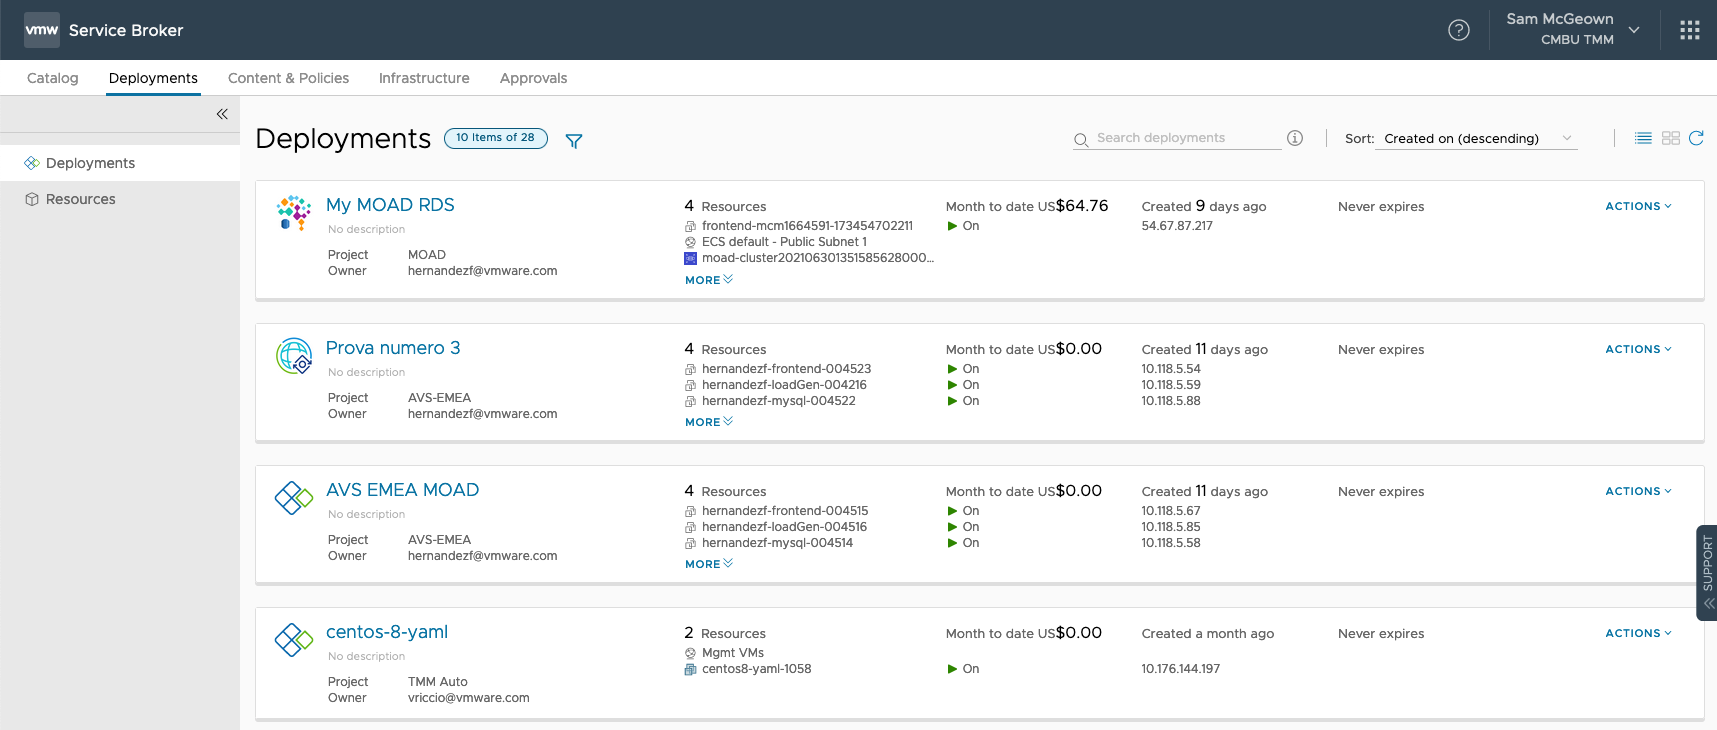 vmw Service Broker
Sam McGeown
CMBU TMM
Catalog Deployments Content & Policies Infrastructure Approvals
Deployments
Resources
Deployments 10 Items of 28
Search deployments
Sort: Created on (descending)
My MOAD RDS
No description
Project MOAD
Owner hernandezf@vmware.com
4 Resources
frontend-mcm1664591-173454702211
ECS default - Public Subnet 1
moad-cluster202106301351585628000...
MORE
Month to date US$64.76
On
Created 9 days ago
54.67.87.217
Never expires
ACTIONS
Prova numero 3
No description
Project AVS-EMEA
Owner hernandezf@vmware.com
4 Resources
hernandezf-frontend-004523
hernandezf-loadGen-004216
hernandezf-mysql-004522
MORE
Month to date US$0.00
On
On
On
Created 11 days ago
10.118.5.54
10.118.5.59
10.118.5.88
Never expires
ACTIONS
AVS EMEA MOAD
No description
Project AVS-EMEA
Owner hernandezf@vmware.com
4 Resources
hernandezf-frontend-004515
hernandezf-loadGen-004516
hernandezf-mysql-004514
MORE
Month to date US$0.00
On
On
On
Created 11 days ago
10.118.5.67
10.118.5.85
10.118.5.58
Never expires
ACTIONS
centos-8-yaml
No description
Project TMM Auto
Owner vriccio@vmware.com
2 Resources
Mgmt VMs
centos8-yaml-1058
Month to date US$0.00
On
Created a month ago
10.176.144.197
Never expires
ACTIONS
SUPPORT